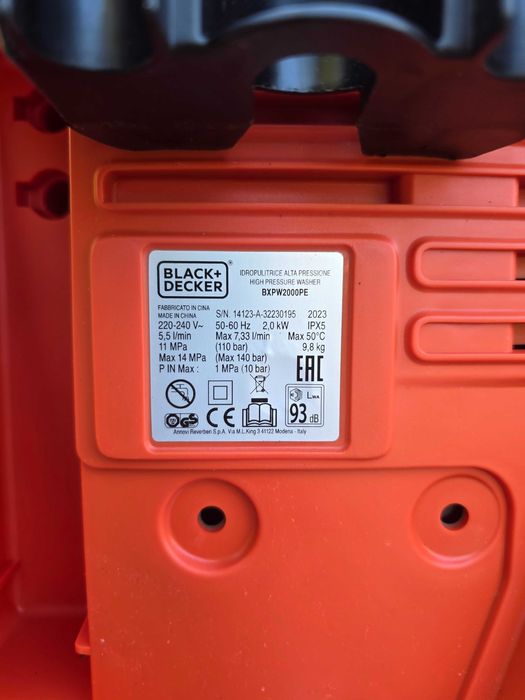 BLACK+
DECKER
IDROPULITRICE ALTA PRESSIONE
HIGH PRESSURE WASHER
BXPW2000PE
FABBRICATO IN CINA
MADE IN CHINA
S/N. 14123-A-32230195 2023
220-240 V~ 50-60 Hz 2,0 kW IPX5
5,5 l/min Max 7,33 l/min Max 50°C
11 MPa (110 bar) 9,8 kg
Max 14 MPa (Max 140 bar)
P IN Max : 1 MPa (10 bar)
EAC
GS
CE
LWA
93 dB
Annovi Reverberi S.p.A. Via M.L.King 3 41122 Modena - Italy